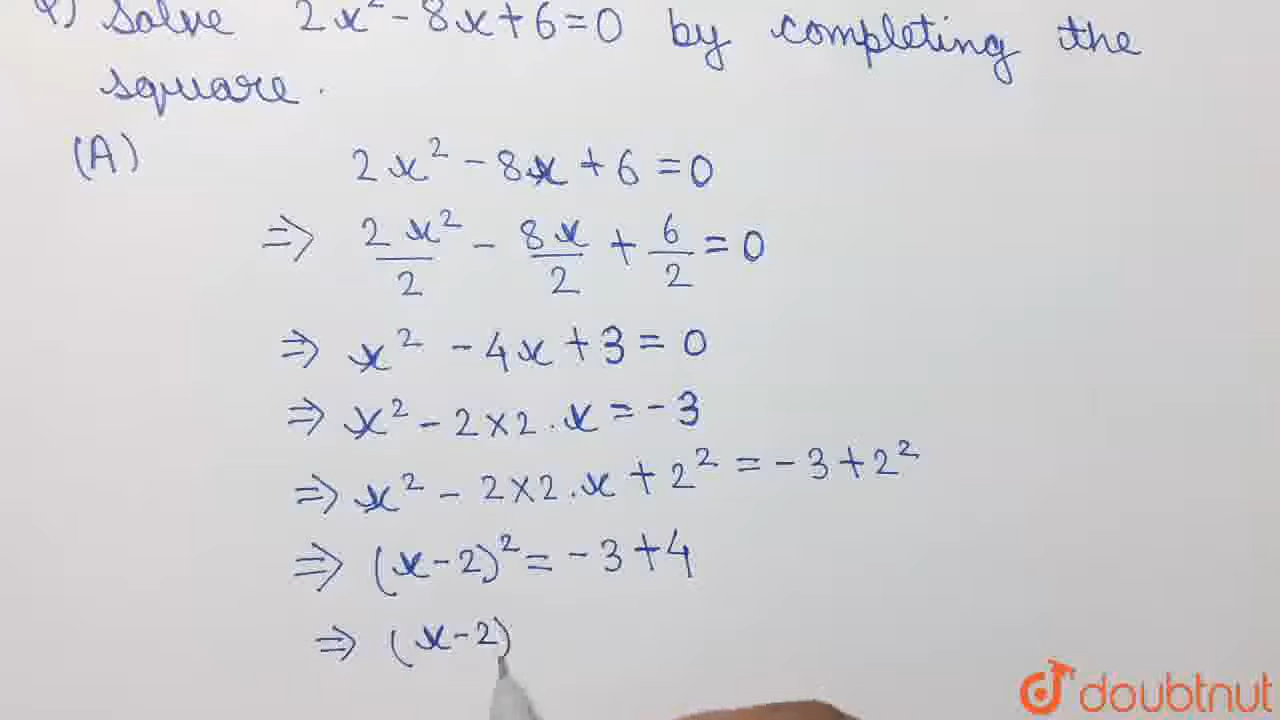 Q) Solve 2x² - 8x + 6 = 0 by completing the
square.
(A) 2x² - 8x + 6 = 0
⇒ 2x²/2 - 8x/2 + 6/2 = 0
⇒ x² - 4x + 3 = 0
⇒ x² - 2×2.x = -3
⇒ x² - 2×2.x + 2² = -3 + 2²
⇒ (x-2)² = -3 + 4
⇒ (x-2)
doubtnut